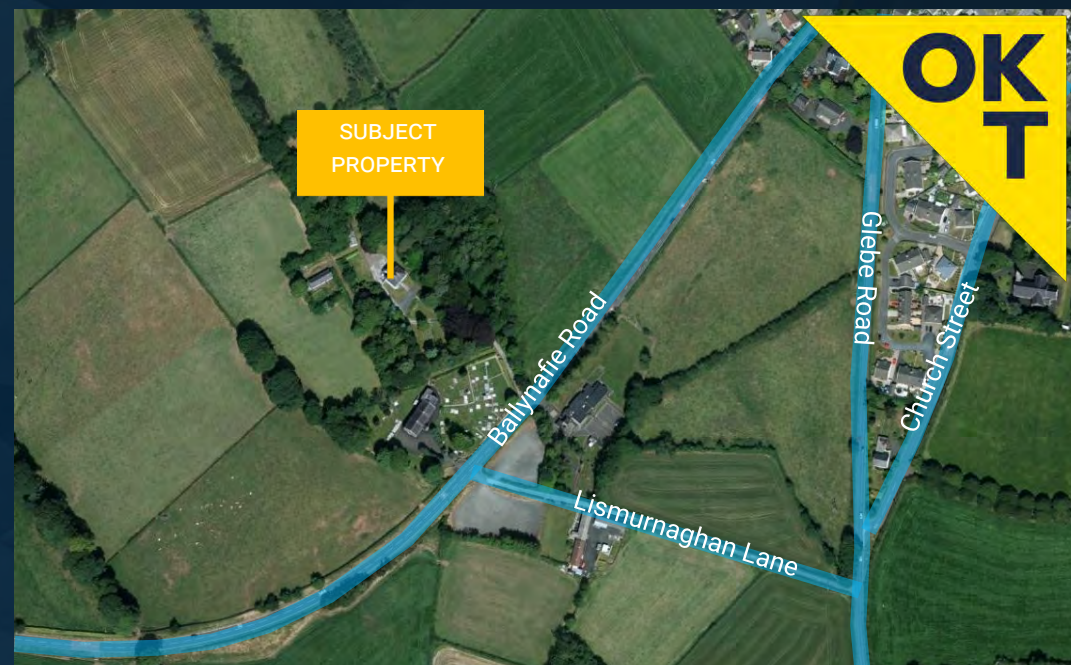 OK
T
SUBJECT
PROPERTY
Ballynafie Road
Glebe Road
Church Street
Lismurnaghan Lane